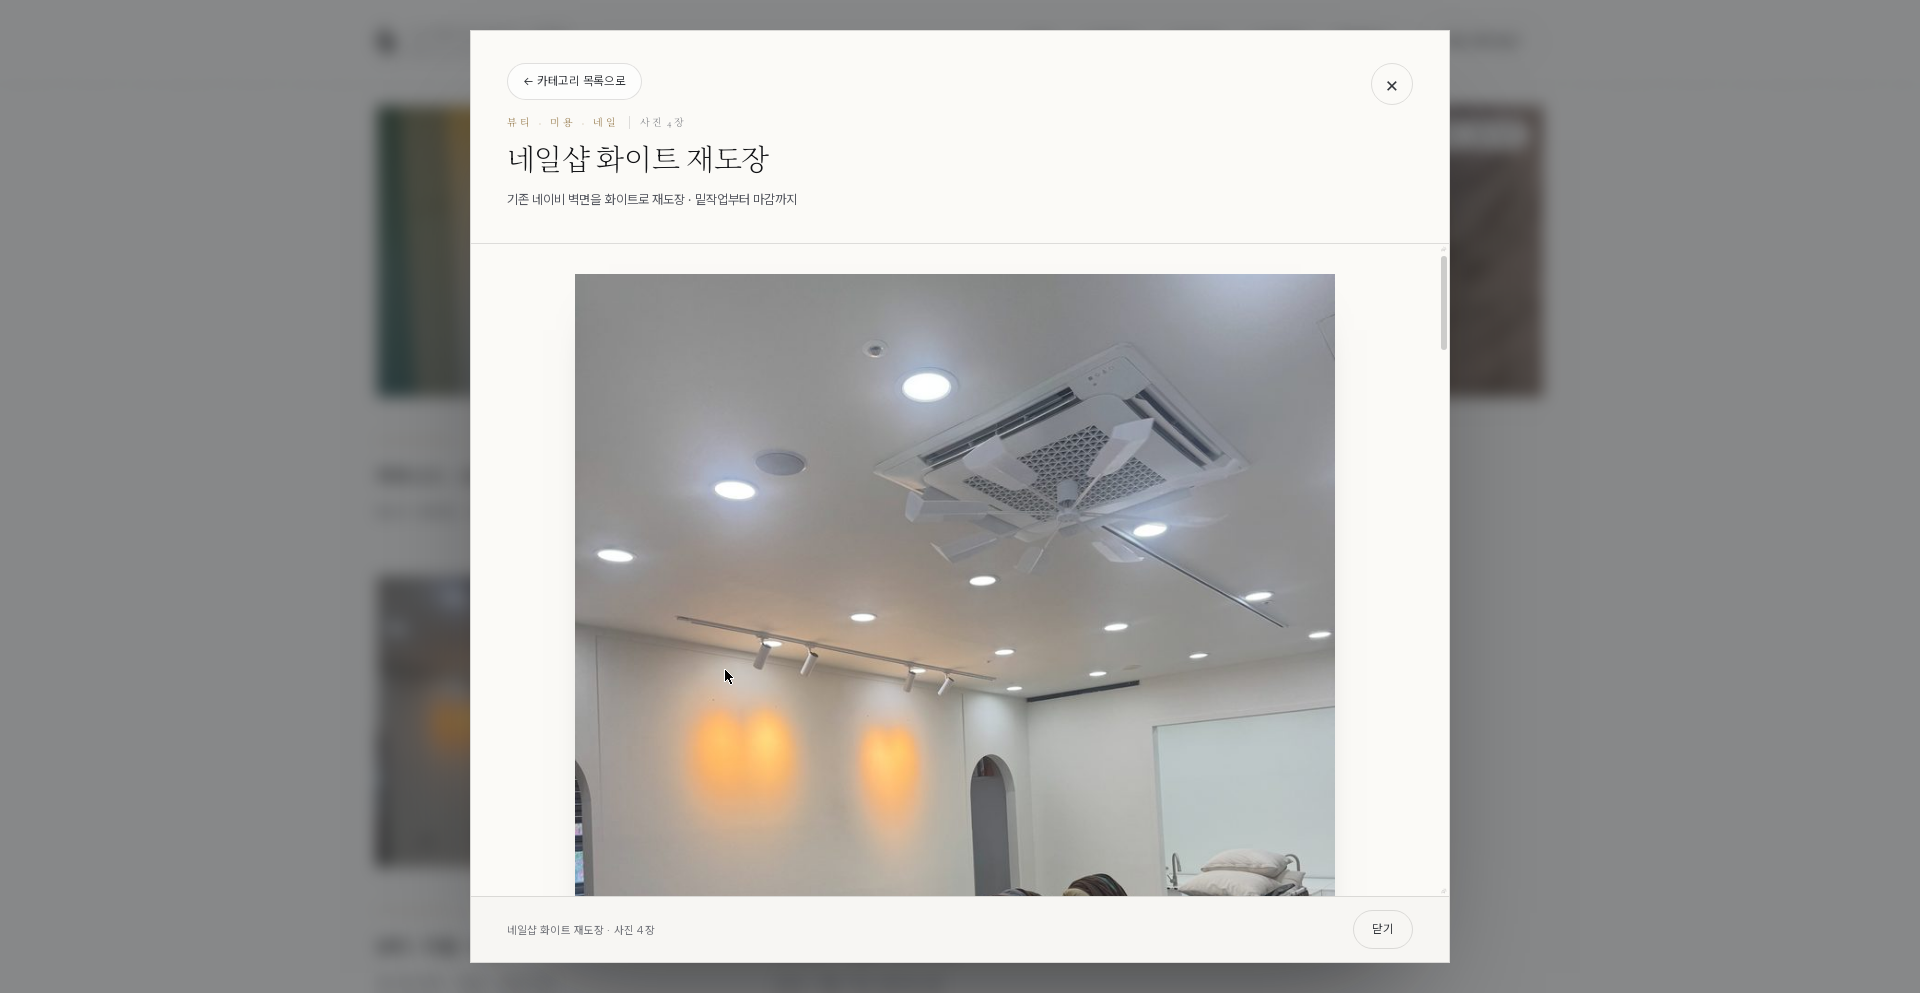 ← 카테고리 목록으로
×
뷰티 · 미용 · 네일 | 사진 4장
네일샵 화이트 재도장
기존 네이비 벽면을 화이트로 재도장 · 밑작업부터 마감까지
네일샵 화이트 재도장 · 사진 4장
닫기